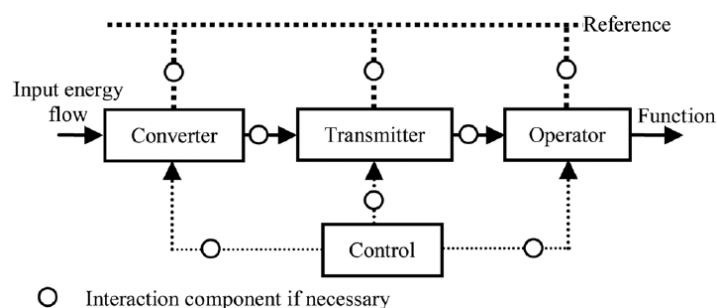 Reference
Input energy
flow
Converter
Transmitter
Operator
Function
Control
Interaction component if necessary